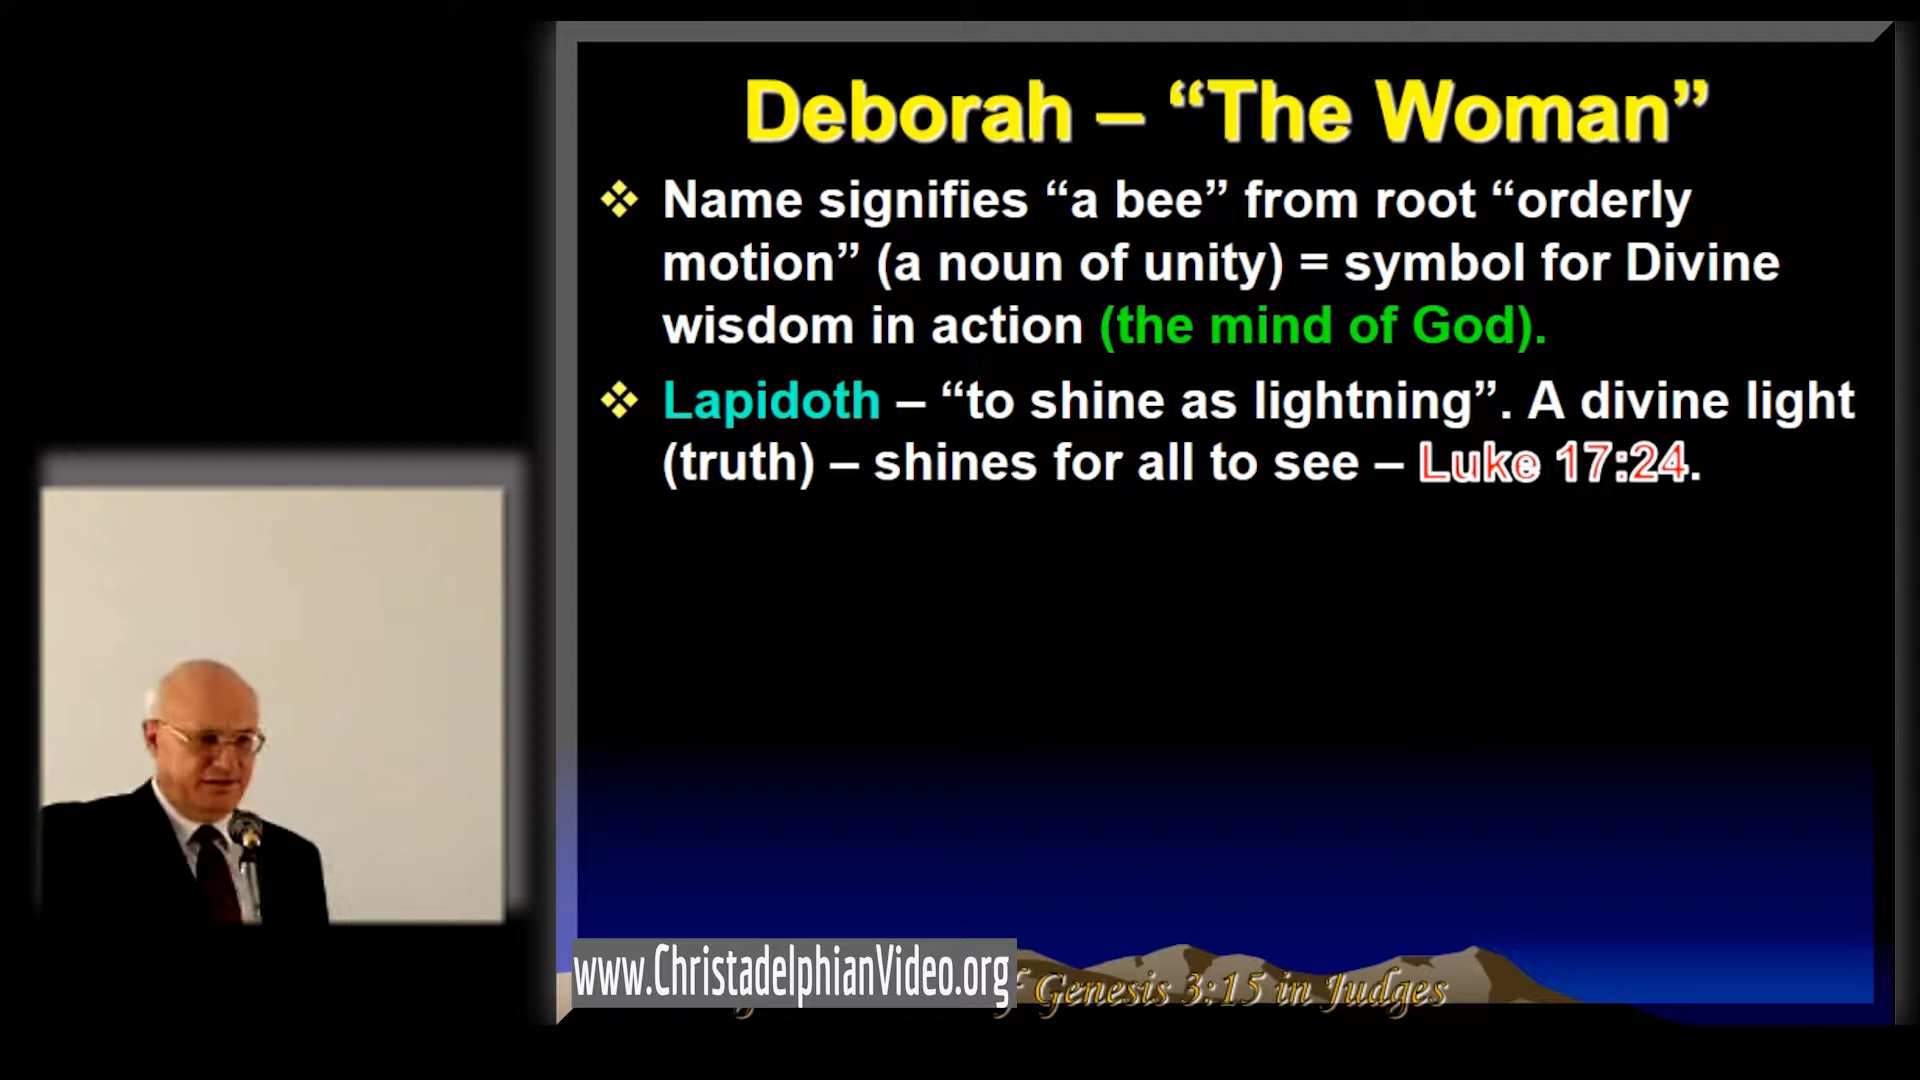 Deborah – “The Woman”
❖ Name signifies “a bee” from root “orderly
motion” (a noun of unity) = symbol for Divine
wisdom in action (the mind of God).
❖ Lapidoth – “to shine as lightning”. A divine light
(truth) – shines for all to see – Luke 17:24.
www.ChristadelphianVideo.org
Genesis 3:15 in Judges